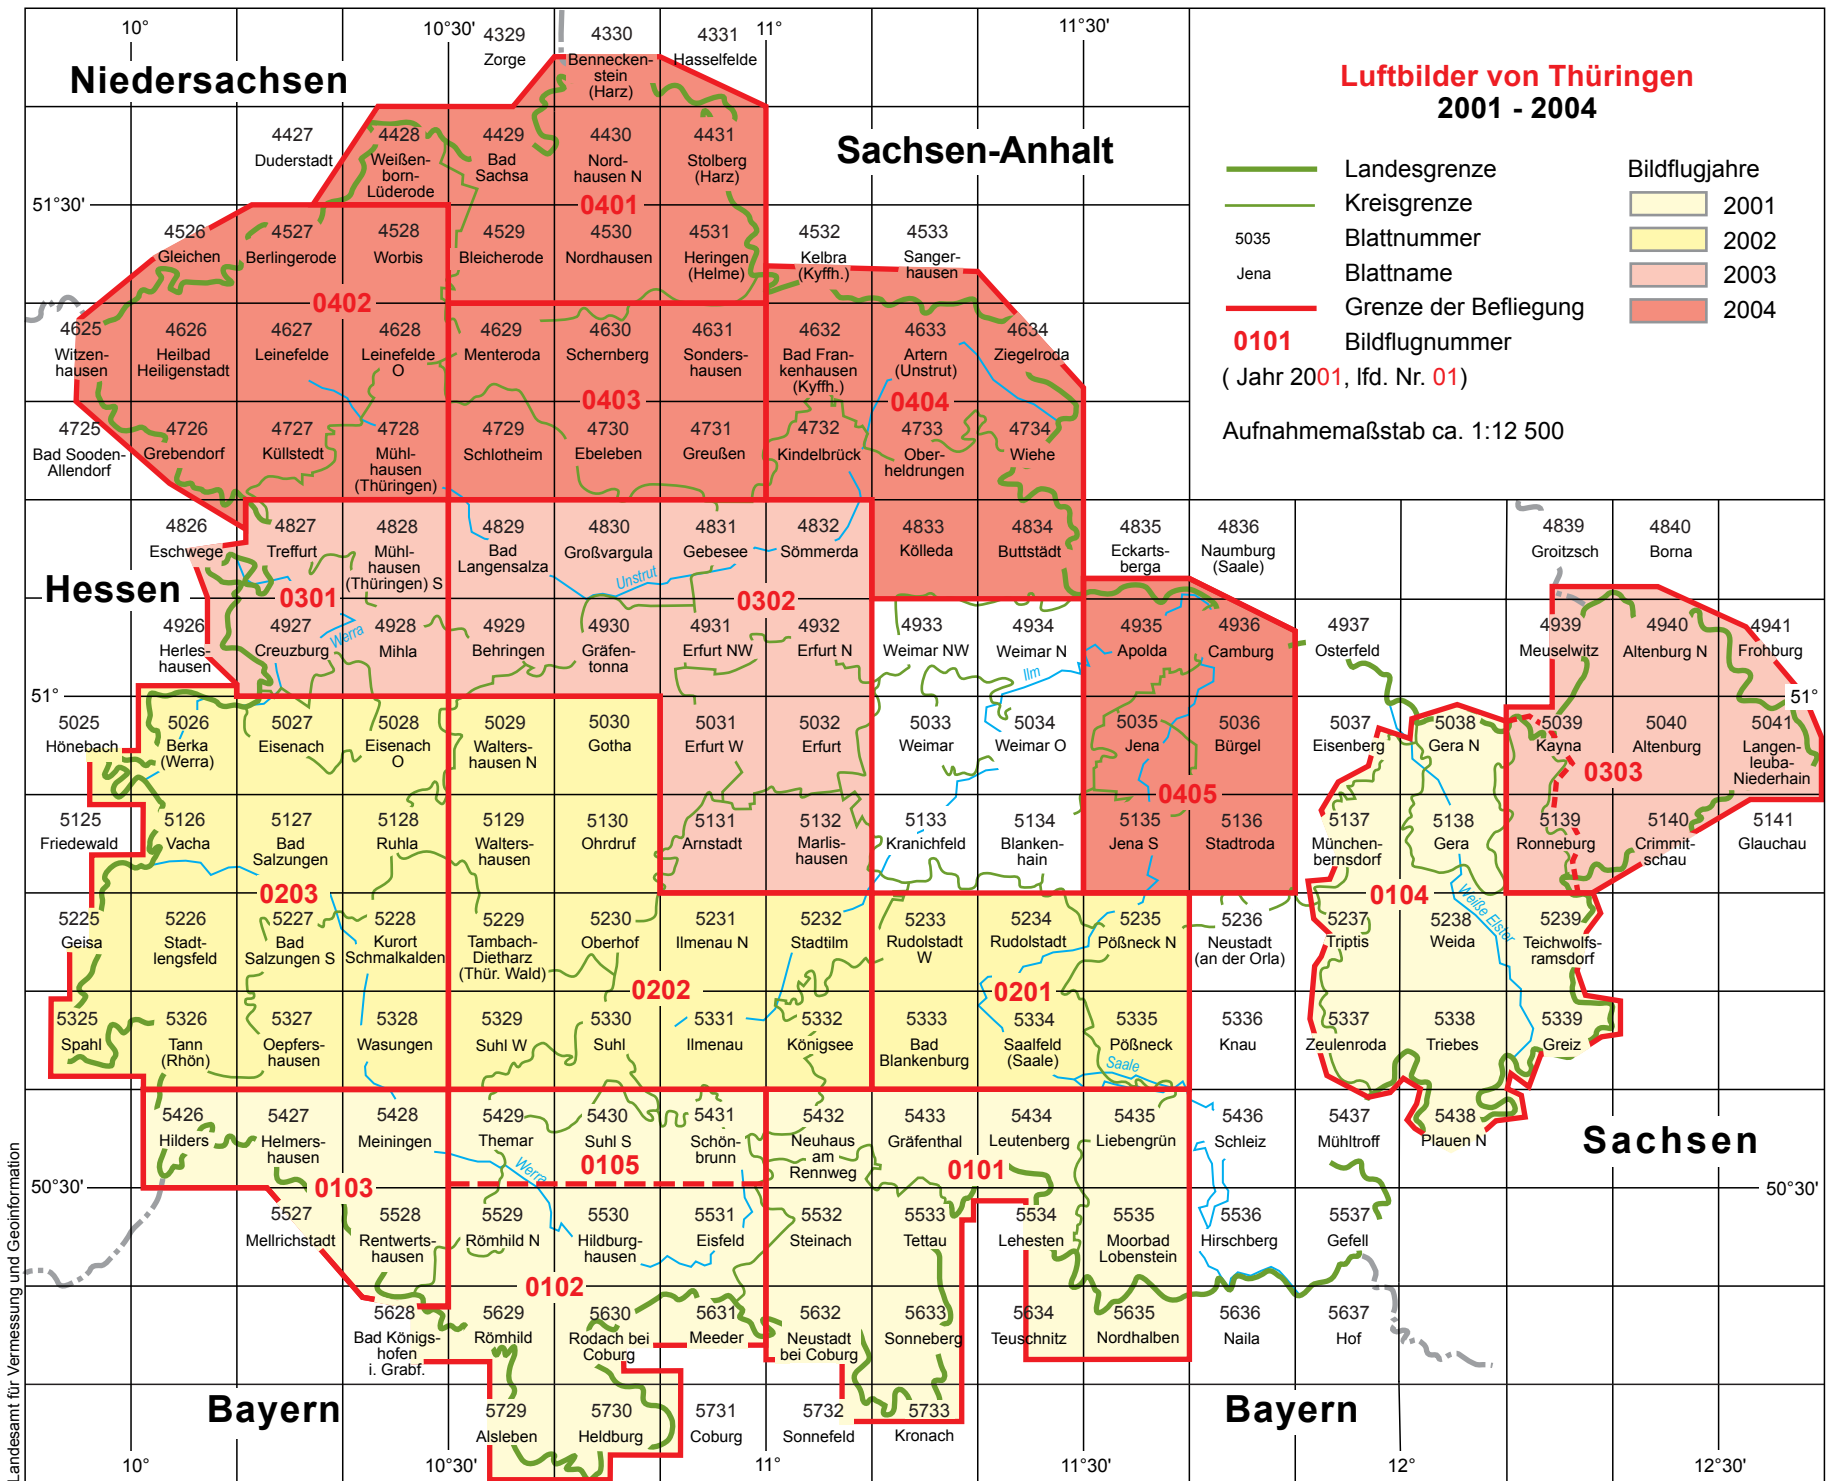 10°
10°30'
11°
11°30'
Niedersachsen
Sachsen-Anhalt
Hessen
Bayern
Bayern
Sachsen
Luftbilder von Thüringen
2001 - 2004
Landesgrenze
Kreisgrenze
5035 Blattnummer
Jena Blattname
Grenze der Befliegung
0101 Bildflugnummer
( Jahr 2001, lfd. Nr. 01)
Aufnahmemaßstab ca. 1:12 500
Bildflugjahre
2001
2002
2003
2004
4329
Zorge
4330
Bennecken-
stein
(Harz)
4331
Hasselfelde
4427
Duderstadt
4428
Weißen-
born-
Lüderode
4429
Bad
Sachsa
4430
Nord-
hausen N
4431
Stolberg
(Harz)
51°30'
0401
4526
Gleichen
4527
Berlingerode
4528
Worbis
4529
Bleicherode
4530
Nordhausen
4531
Heringen
(Helme)
4532
Kelbra
(Kyffh.)
4533
Sanger-
hausen
0402
4625
Witzen-
hausen
4626
Heilbad
Heiligenstadt
4627
Leinefelde
4628
Leinefelde
O
4629
Menteroda
4630
Schernberg
4631
Sonders-
hausen
4632
Bad Fran-
kenhausen
(Kyffh.)
4633
Artern
(Unstrut)
4634
Ziegelroda
0403
0404
4725
Bad Sooden-
Allendorf
4726
Grebendorf
4727
Küllstedt
4728
Mühl-
hausen
(Thüringen)
4729
Schlotheim
4730
Ebeleben
4731
Greußen
4732
Kindelbrück
4733
Ober-
heldrungen
4734
Wiehe
4826
Eschwege
4827
Treffurt
4828
Mühl-
hausen
(Thüringen) S
4829
Bad
Langensalza
4830
Großvargula
4831
Gebesee
4832
Sömmerda
4833
Kölleda
4834
Buttstädt
4835
Eckarts-
berga
4836
Naumburg
(Saale)
4839
Groitzsch
4840
Borna
Unstrut
0301
0302
4926
Herles-
hausen
4927
Creuzburg
Werra
4928
Mihla
4929
Behringen
4930
Gräfen-
tonna
4931
Erfurt NW
4932
Erfurt N
4933
Weimar NW
4934
Weimar N
Ilm
4935
Apolda
4936
Camburg
4937
Osterfeld
4939
Meuselwitz
4940
Altenburg N
4941
Frohburg
51°
51°
5025
Hönebach
5026
Berka
(Werra)
5027
Eisenach
5028
Eisenach
O
5029
Walters-
hausen N
5030
Gotha
5031
Erfurt W
5032
Erfurt
5033
Weimar
5034
Weimar O
5035
Jena
5036
Bürgel
5037
Eisenberg
5038
Gera N
5039
Kayna
5040
Altenburg
5041
Langen-
leuba-
Niederhain
0303
0405
5125
Friedewald
5126
Vacha
5127
Bad
Salzungen
5128
Ruhla
5129
Walters-
hausen
5130
Ohrdruf
5131
Arnstadt
5132
Marlis-
hausen
5133
Kranichfeld
5134
Blanken-
hain
5135
Jena S
5136
Stadtroda
5137
München-
bernsdorf
5138
Gera
5139
Ronneburg
5140
Crimmit-
schau
5141
Glauchau
0203
0104
Weiße Elster
5225
Geisa
5226
Stadt-
lengsfeld
5227
Bad
Salzungen S
5228
Kurort
Schmalkalden
5229
Tambach-
Dietharz
(Thür. Wald)
5230
Oberhof
5231
Ilmenau N
5232
Stadtilm
5233
Rudolstadt
W
5234
Rudolstadt
5235
Pößneck N
5236
Neustadt
(an der Orla)
5237
Triptis
5238
Weida
5239
Teichwolfs-
ramsdorf
0202
0201
5325
Spahl
5326
Tann
(Rhön)
5327
Oepfers-
hausen
5328
Wasungen
5329
Suhl W
5330
Suhl
5331
Ilmenau
5332
Königsee
5333
Bad
Blankenburg
5334
Saalfeld
(Saale)
5335
Pößneck
Saale
5336
Knau
5337
Zeulenroda
5338
Triebes
5339
Greiz
5426
Hilders
5427
Helmers-
hausen
5428
Meiningen
5429
Themar
Werra
5430
Suhl S
5431
Schön-
brunn
5432
Neuhaus
am
Rennweg
5433
Gräfenthal
5434
Leutenberg
5435
Liebengrün
5436
Schleiz
5437
Mühltroff
5438
Plauen N
0105
0101
0103
50°30'
50°30'
5527
Mellrichstadt
5528
Rentwerts-
hausen
5529
Römhild N
5530
Hildburg-
hausen
5531
Eisfeld
5532
Steinach
5533
Tettau
5534
Lehesten
5535
Moorbad
Lobenstein
5536
Hirschberg
5537
Gefell
0102
5628
Bad Königs-
hofen
i. Grabf.
5629
Römhild
5630
Rodach bei
Coburg
5631
Meeder
5632
Neustadt
bei Coburg
5633
Sonneberg
5634
Teuschnitz
5635
Nordhalben
5636
Naila
5637
Hof
5729
Alsleben
5730
Heldburg
5731
Coburg
5732
Sonnefeld
5733
Kronach
10°
10°30'
11°
11°30'
12°
12°30'
Landesamt für Vermessung und Geoinformation